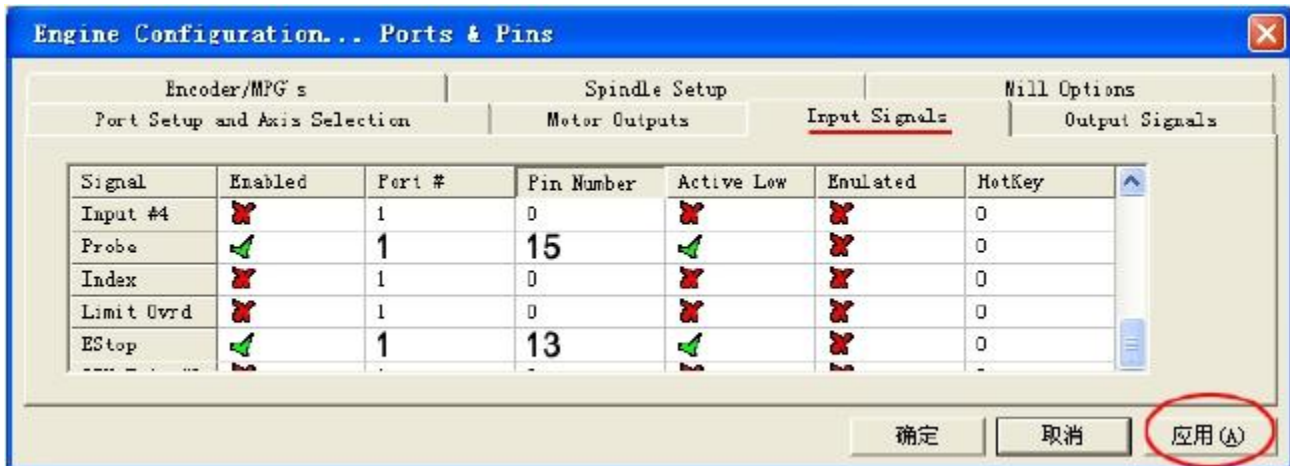 Engine Configuration... Ports & Pins
Encoder/MPG's Spindle Setup Mill Options
Port Setup and Axis Selection Motor Outputs Input Signals Output Signals
Signal Enabled Port # Pin Number Active Low Emulated HotKey
Input #4 1 0 0
Probe 1 15 0
Index 1 0 0
Limit Ovrd 1 0 0
EStop 1 13 0
确定 取消 应用(A)